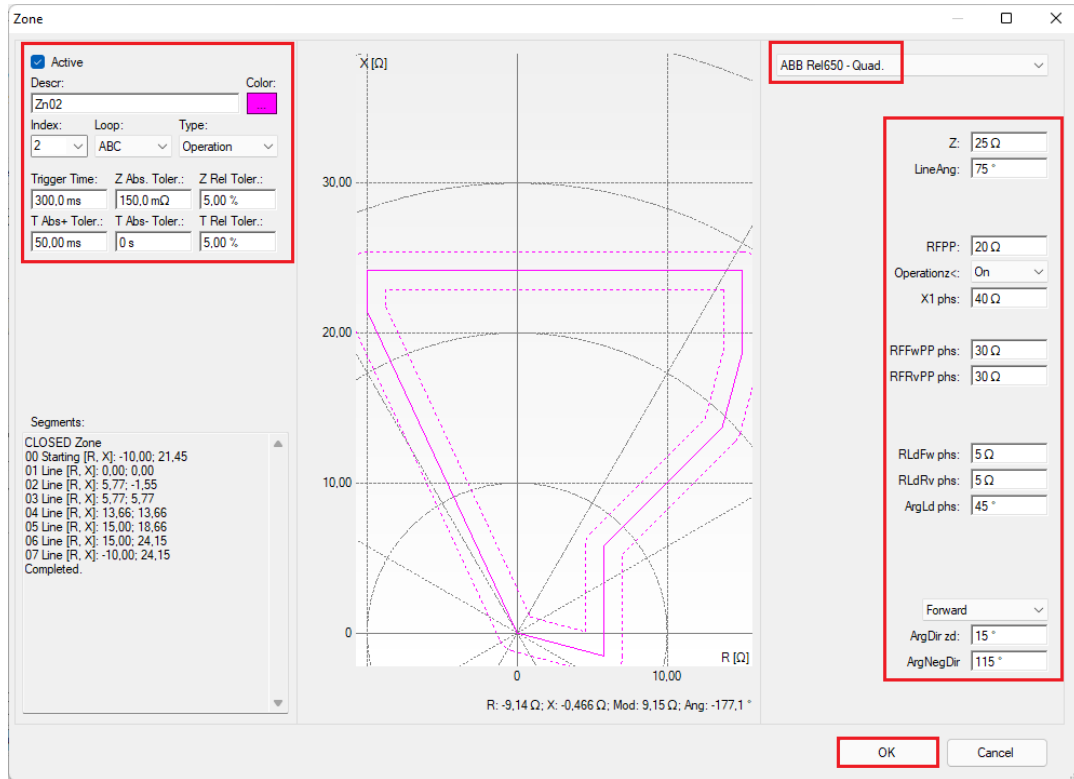 Zone
Active
Descr: Color:
Zn02 ...
Index: Loop: Type:
2 ABC Operation
Trigger Time: Z Abs. Toler.: Z Rel Toler.:
300,0 ms 150,0 mΩ 5,00 %
T Abs+ Toler.: T Abs- Toler.: T Rel Toler.:
50,00 ms 0 s 5,00 %
Segments:
CLOSED Zone
00 Starting [R, X]: -10,00; 21,45
01 Line [R, X]: 0,00; 0,00
02 Line [R, X]: 5,77; -1,55
03 Line [R, X]: 5,77; 5,77
04 Line [R, X]: 13,66; 13,66
05 Line [R, X]: 15,00; 18,66
06 Line [R, X]: 15,00; 24,15
07 Line [R, X]: -10,00; 24,15
Completed.
X [Ω]
30,00
20,00
10,00
0
R [Ω]
0 10,00
R: -9,14 Ω; X: -0,466 Ω; Mod: 9,15 Ω; Ang: -177,1 °
ABB Rel650 - Quad.
Z: 25 Ω
LineAng: 75 °
RFPP: 20 Ω
Operationz<: On
X1 phs: 40 Ω
RFFwPP phs: 30 Ω
RFRvPP phs: 30 Ω
RLdFw phs: 5 Ω
RLdRv phs: 5 Ω
ArgLd phs: 45 °
Forward
ArgDir zd: 15 °
ArgNegDir 115 °
OK Cancel